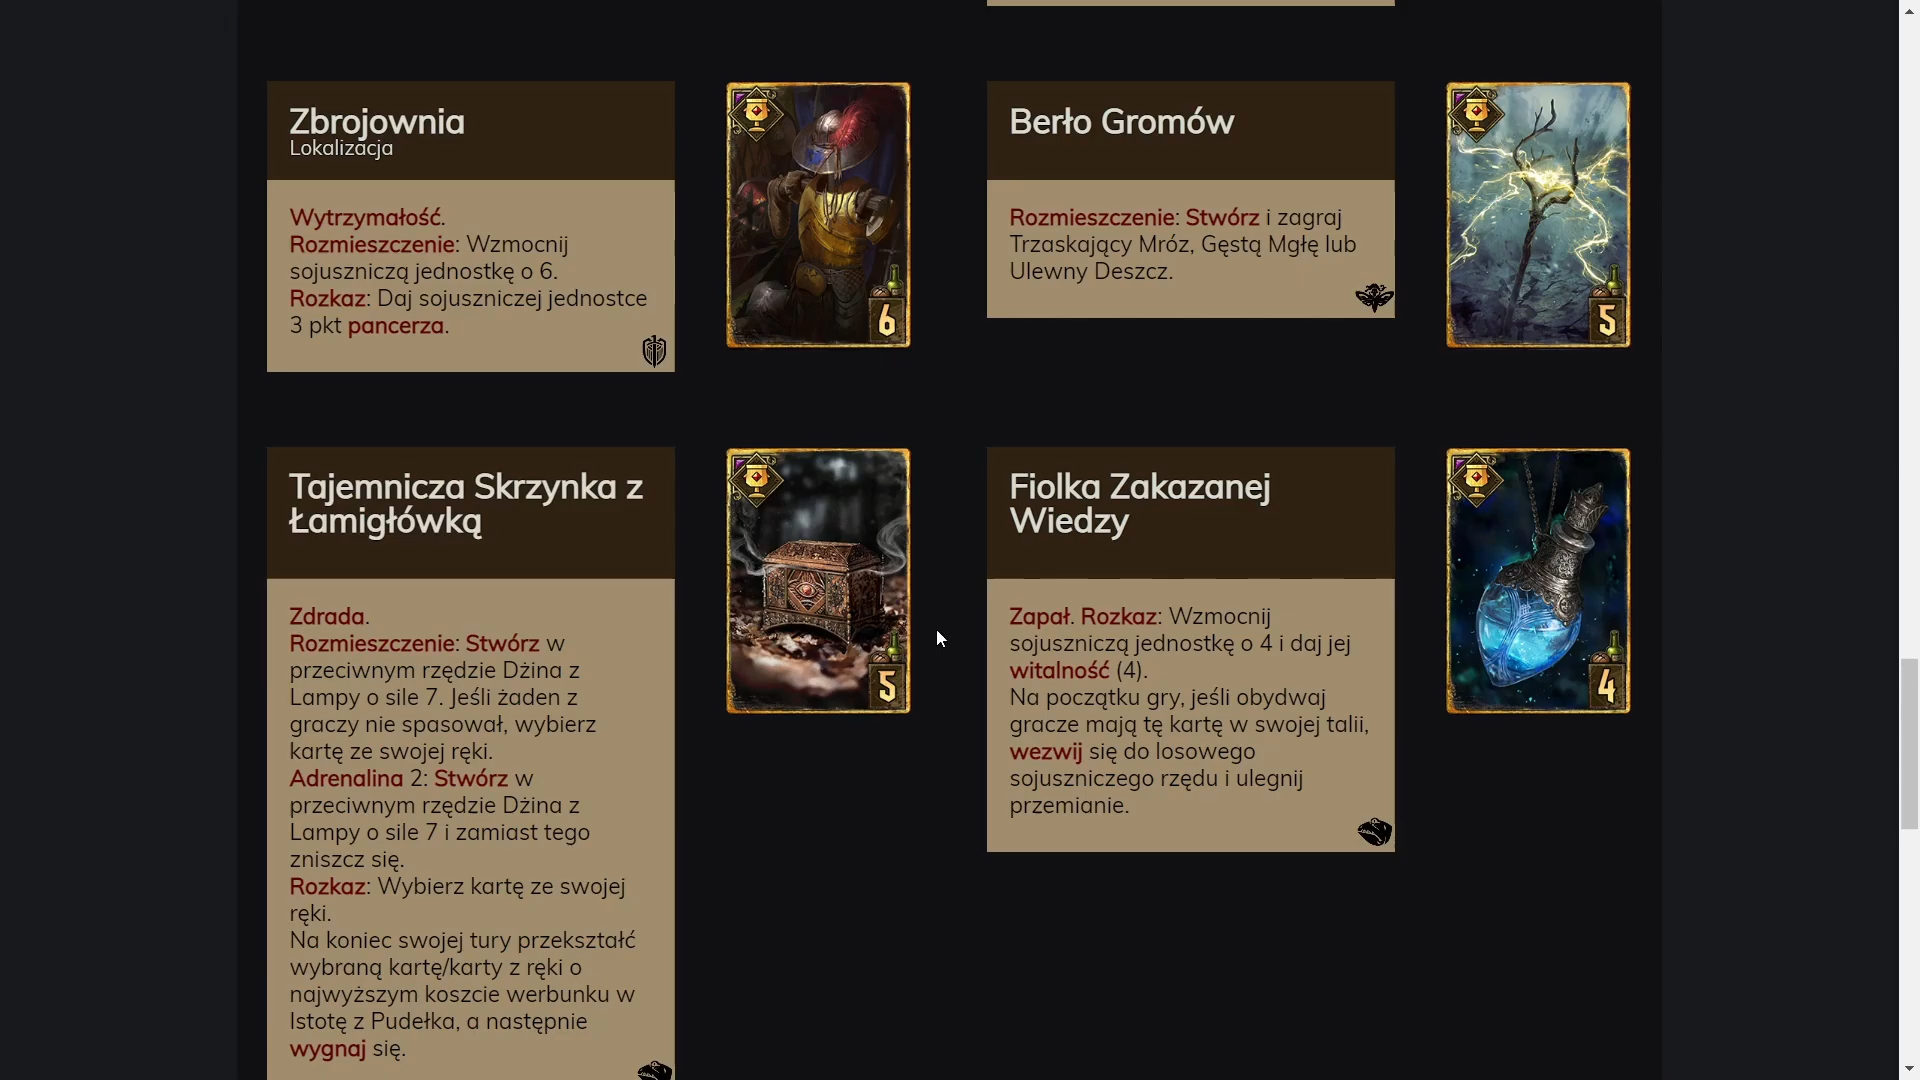 Zbrojownia
Lokalizacja
Wytrzymałość.
Rozmieszczenie: Wzmocnij
sojuszniczą jednostkę o 6.
Rozkaz: Daj sojuszniczej jednostce
3 pkt pancerza.
6
Berło Gromów
Rozmieszczenie: Stwórz i zagraj
Trzaskający Mróz, Gęstą Mgłę lub
Ulewny Deszcz.
5
Tajemnicza Skrzynka z
Łamigłówką
Zdrada.
Rozmieszczenie: Stwórz w
przeciwnym rzędzie Dżina z
Lampy o sile 7. Jeśli żaden z
graczy nie spasował, wybierz
kartę ze swojej ręki.
Adrenalina 2: Stwórz w
przeciwnym rzędzie Dżina z
Lampy o sile 7 i zamiast tego
zniszcz się.
Rozkaz: Wybierz kartę ze swojej
ręki.
Na koniec swojej tury przekształć
wybraną kartę/karty z ręki o
najwyższym koszcie werbunku w
Istotę z Pudełka, a następnie
wygnaj się.
5
Fiolka Zakazanej
Wiedzy
Zapał. Rozkaz: Wzmocnij
sojuszniczą jednostkę o 4 i daj jej
witalność (4).
Na początku gry, jeśli obydwaj
gracze mają tę kartę w swojej talii,
wezwij się do losowego
sojuszniczego rzędu i ulegnij
przemianie.
4